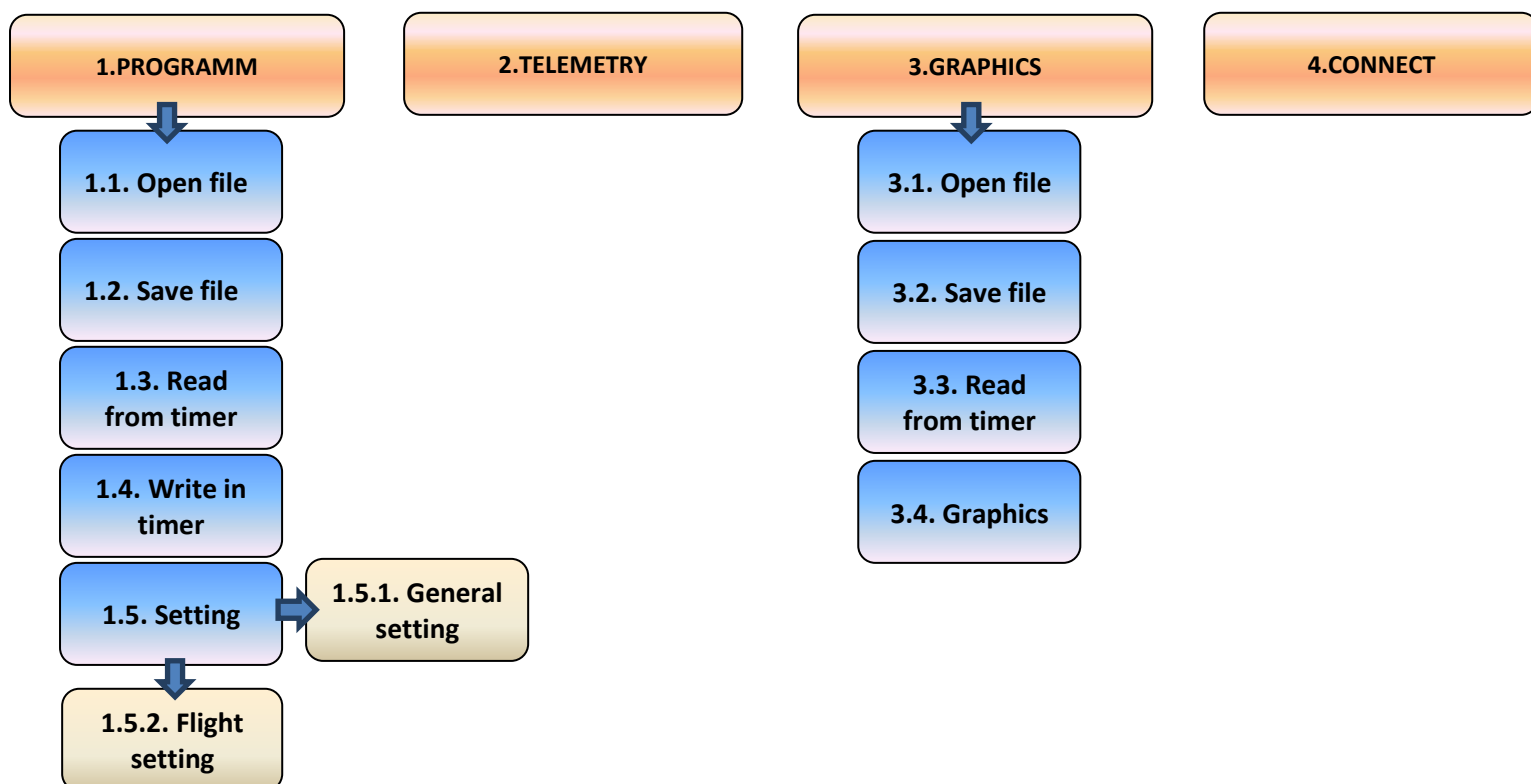 1.PROGRAMM
2.TELEMETRY
3.GRAPHICS
4.CONNECT
1.1. Open file
1.2. Save file
1.3. Read
from timer
1.4. Write in
timer
1.5. Setting
1.5.1. General
setting
1.5.2. Flight
setting
3.1. Open file
3.2. Save file
3.3. Read
from timer
3.4. Graphics